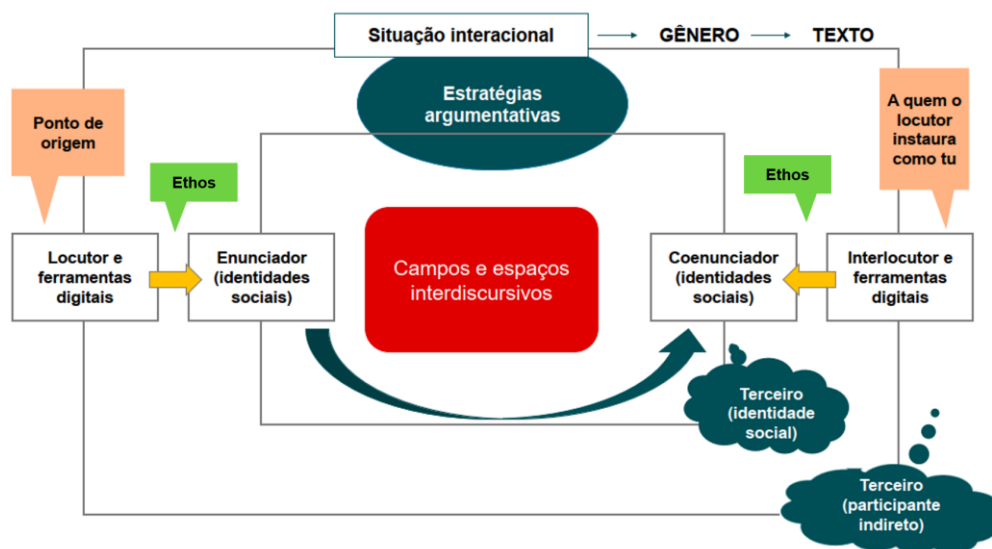 Situação interacional
GÊNERO
TEXTO
Estratégias
argumentativas
Ponto de
origem
A quem o
locutor
instaura
como tu
Ethos
Ethos
Locutor e
ferramentas
digitais
Enunciador
(identidades
sociais)
Campos e espaços
interdiscursivos
Coenunciador
(identidades
sociais)
Interlocutor e
ferramentas
digitais
Terceiro
(identidade
social)
Terceiro
(participante
indireto)